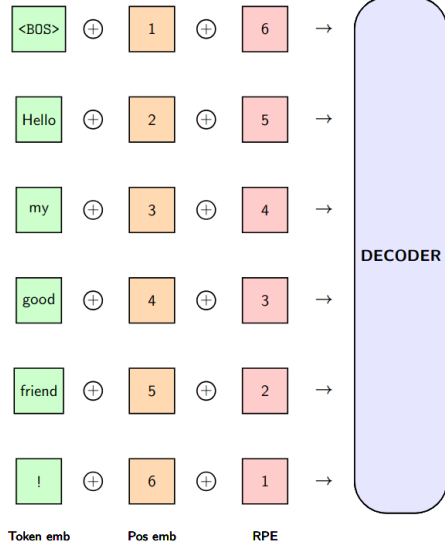 <BOS> ⊕ 1 ⊕ 6 →
Hello ⊕ 2 ⊕ 5 →
my ⊕ 3 ⊕ 4 →
good ⊕ 4 ⊕ 3 →
friend ⊕ 5 ⊕ 2 →
! ⊕ 6 ⊕ 1 →
DECODER
Token emb Pos emb RPE